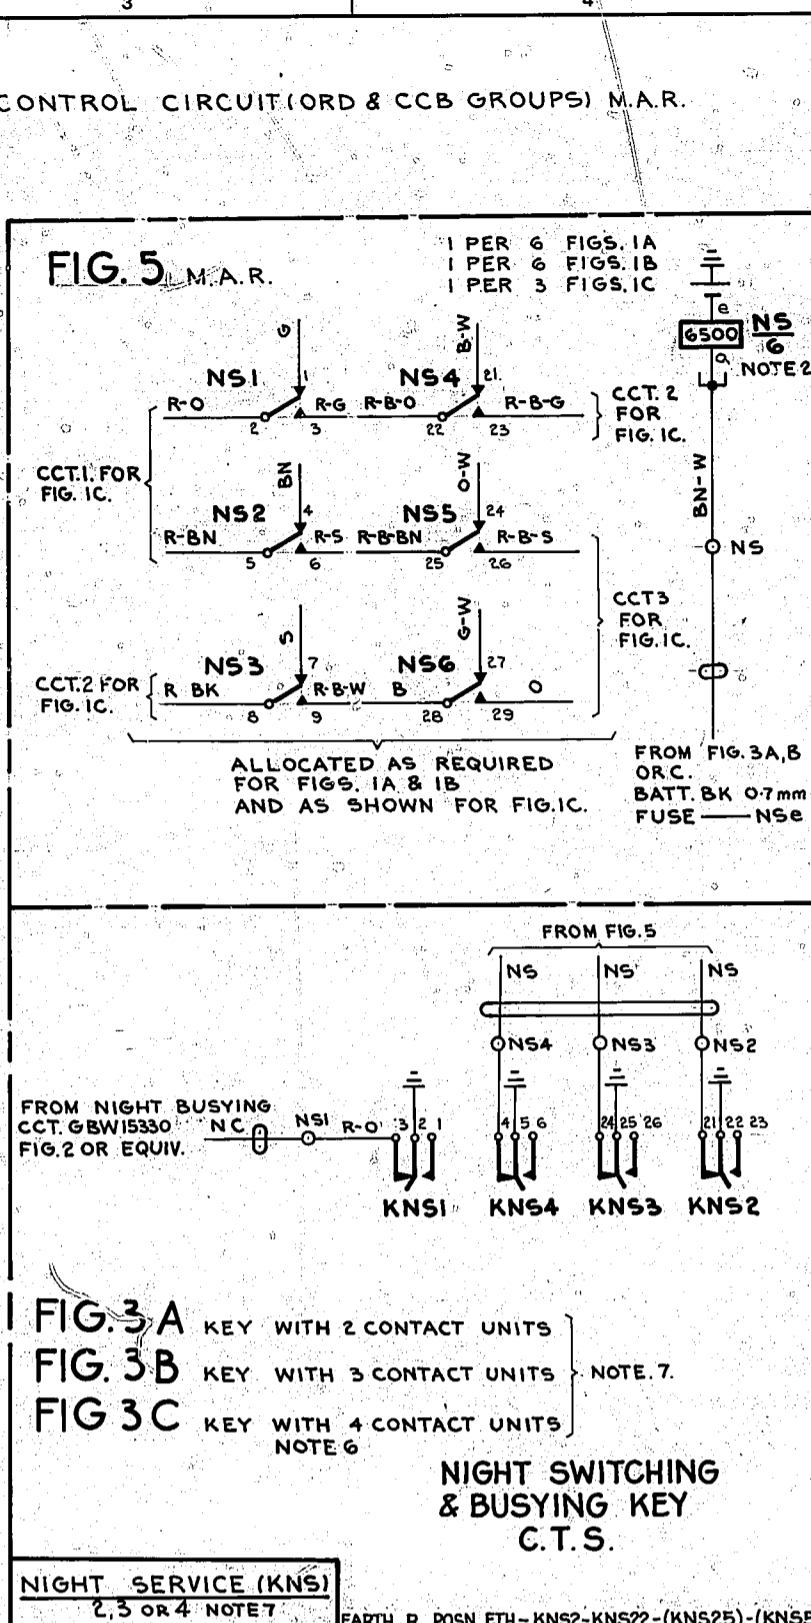 3 4
CONTROL CIRCUIT (ORD & CCB GROUPS) M.A.R.
FIG. 5 M.A.R.
1 PER 6 FIGS. 1A
1 PER 6 FIGS. 1B
1 PER 3 FIGS. 1C
e
6500 NS
6
a
NOTE 2
G B-W
NS1 1 NS4 21
R-O R-G R-B-O R-B-G
2 3 22 23
CCT. 2
FOR
FIG. 1C.
CCT.1. FOR
FIG. 1C.
BN O-W
NS2 4 NS5 24
R-BN R-S R-B-BN R-B-S
5 6 25 26
BN-W
NS
CCT3
FOR
FIG.1C.
S G-W
NS3 7 NS6 27
CCT.2 FOR
FIG. 1C.
R BK R-B-W B O
8 9 28 29
ALLOCATED AS REQUIRED
FOR FIGS. 1A & 1B
AND AS SHOWN FOR FIG.1C.
FROM FIG. 3A,B
OR C.
BATT. BK 0.7mm
FUSE — NSe
FROM FIG.5
NS NS NS
NS4 NS3 NS2
FROM NIGHT BUSYING
CCT. GBW15330
FIG.2 OR EQUIV.
NC NS1 R-O
3 2 1 4 5 6 24 25 26 21 22 23
KNS1 KNS4 KNS3 KNS2
FIG.3A KEY WITH 2 CONTACT UNITS
FIG. 3B KEY WITH 3 CONTACT UNITS
NOTE. 7.
FIG 3C KEY WITH 4 CONTACT UNITS
NOTE 6
NIGHT SWITCHING
& BUSYING KEY
C.T.S.
NIGHT SERVICE (KNS)
2,3 OR 4 NOTE 7
EARTH R POSN ETH-KNS2-KNS22-(KNS25)-